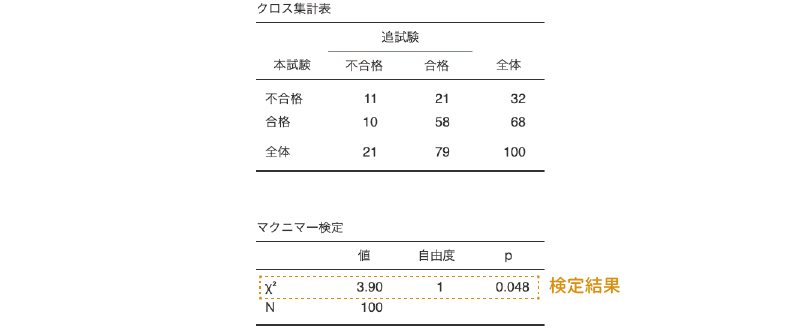 クロス集計表
追試験
本試験 不合格 合格 全体
不合格 11 21 32
合格 10 58 68
全体 21 79 100
マクニマー検定
値 自由度 p
χ² 3.90 1 0.048 検定結果
N 100